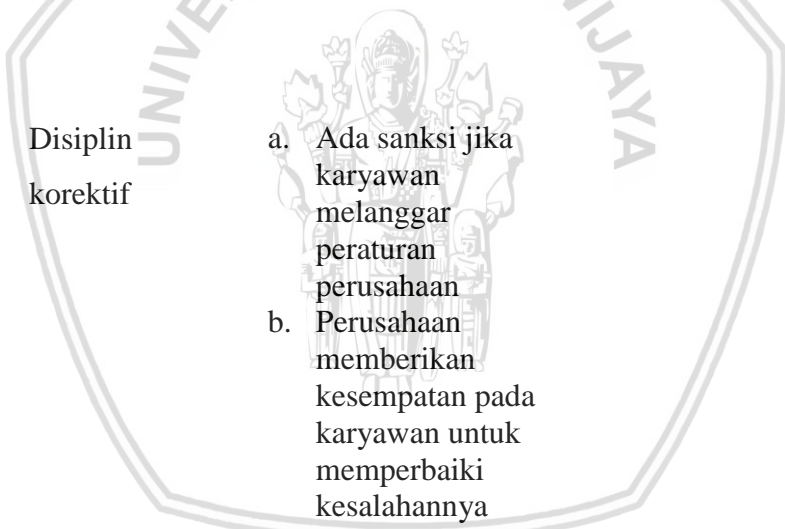 Disiplin
korektif
a. Ada sanksi jika
karyawan
melanggar
peraturan
perusahaan
b. Perusahaan
memberikan
kesempatan pada
karyawan untuk
memperbaiki
kesalahannya